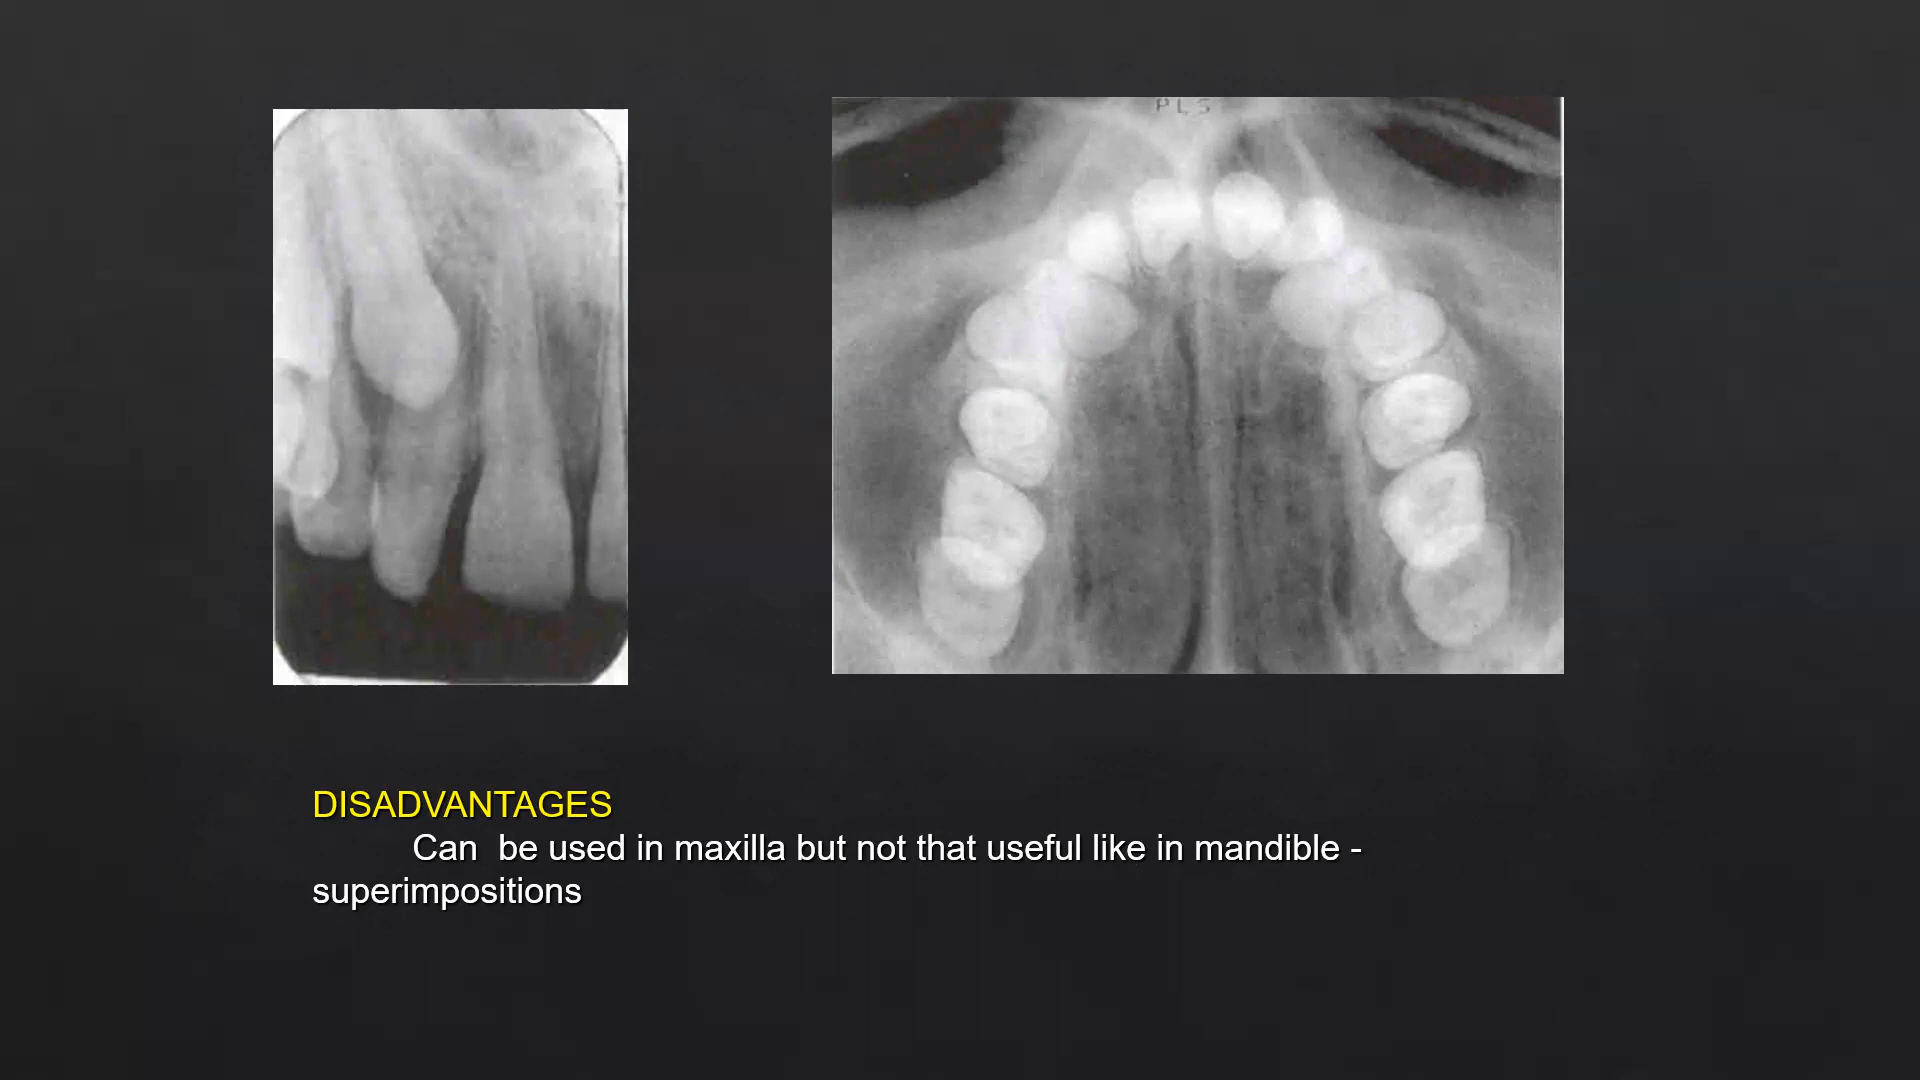 PLS
DISADVANTAGES
Can be used in maxilla but not that useful like in mandible -
superimpositions